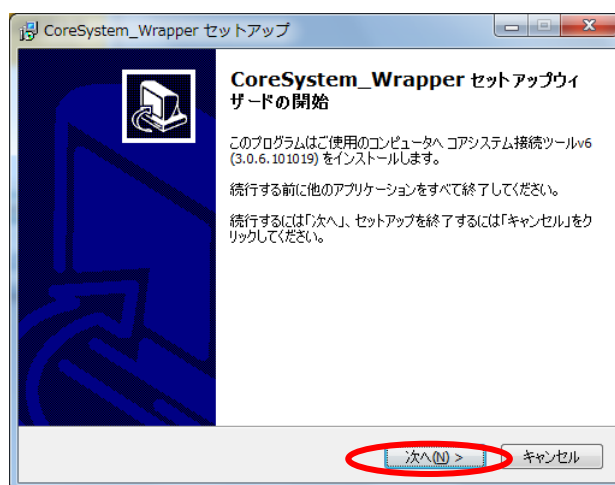 CoreSystem_Wrapper セットアップ
CoreSystem_Wrapper セットアップウィ
ザードの開始
このプログラムはご使用のコンピュータへ コアシステム接続ツールv6
(3.0.6.101019) をインストールします。
続行する前に他のアプリケーションをすべて終了してください。
続行するには「次へ」、セットアップを終了するには「キャンセル」をク
リックしてください。
次へ(N) >
キャンセル